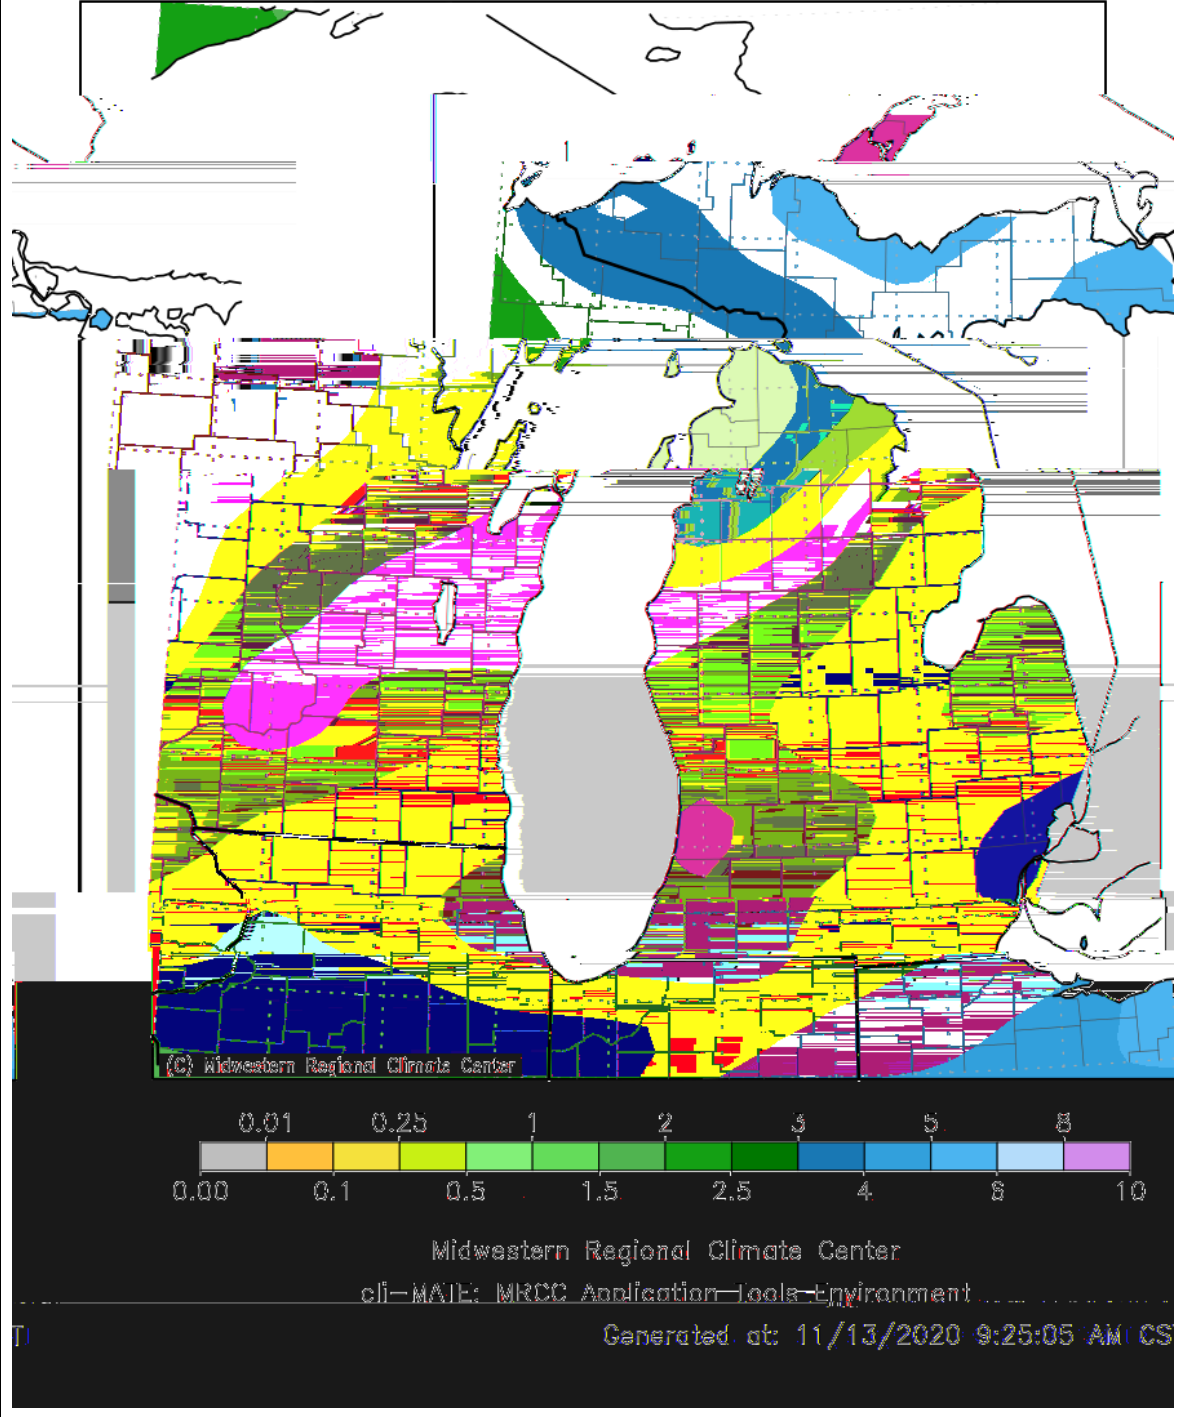 (C) Midwestern Regional Climate Center
0.01 0.25 1 2 3 5 8
0.00 0.1 0.5 1.5 2.5 4 6 10
Midwestern Regional Climate Center
cli-MATE: MRCC Application Tools Environment
Generated at: 11/13/2020 9:25:05 AM CS